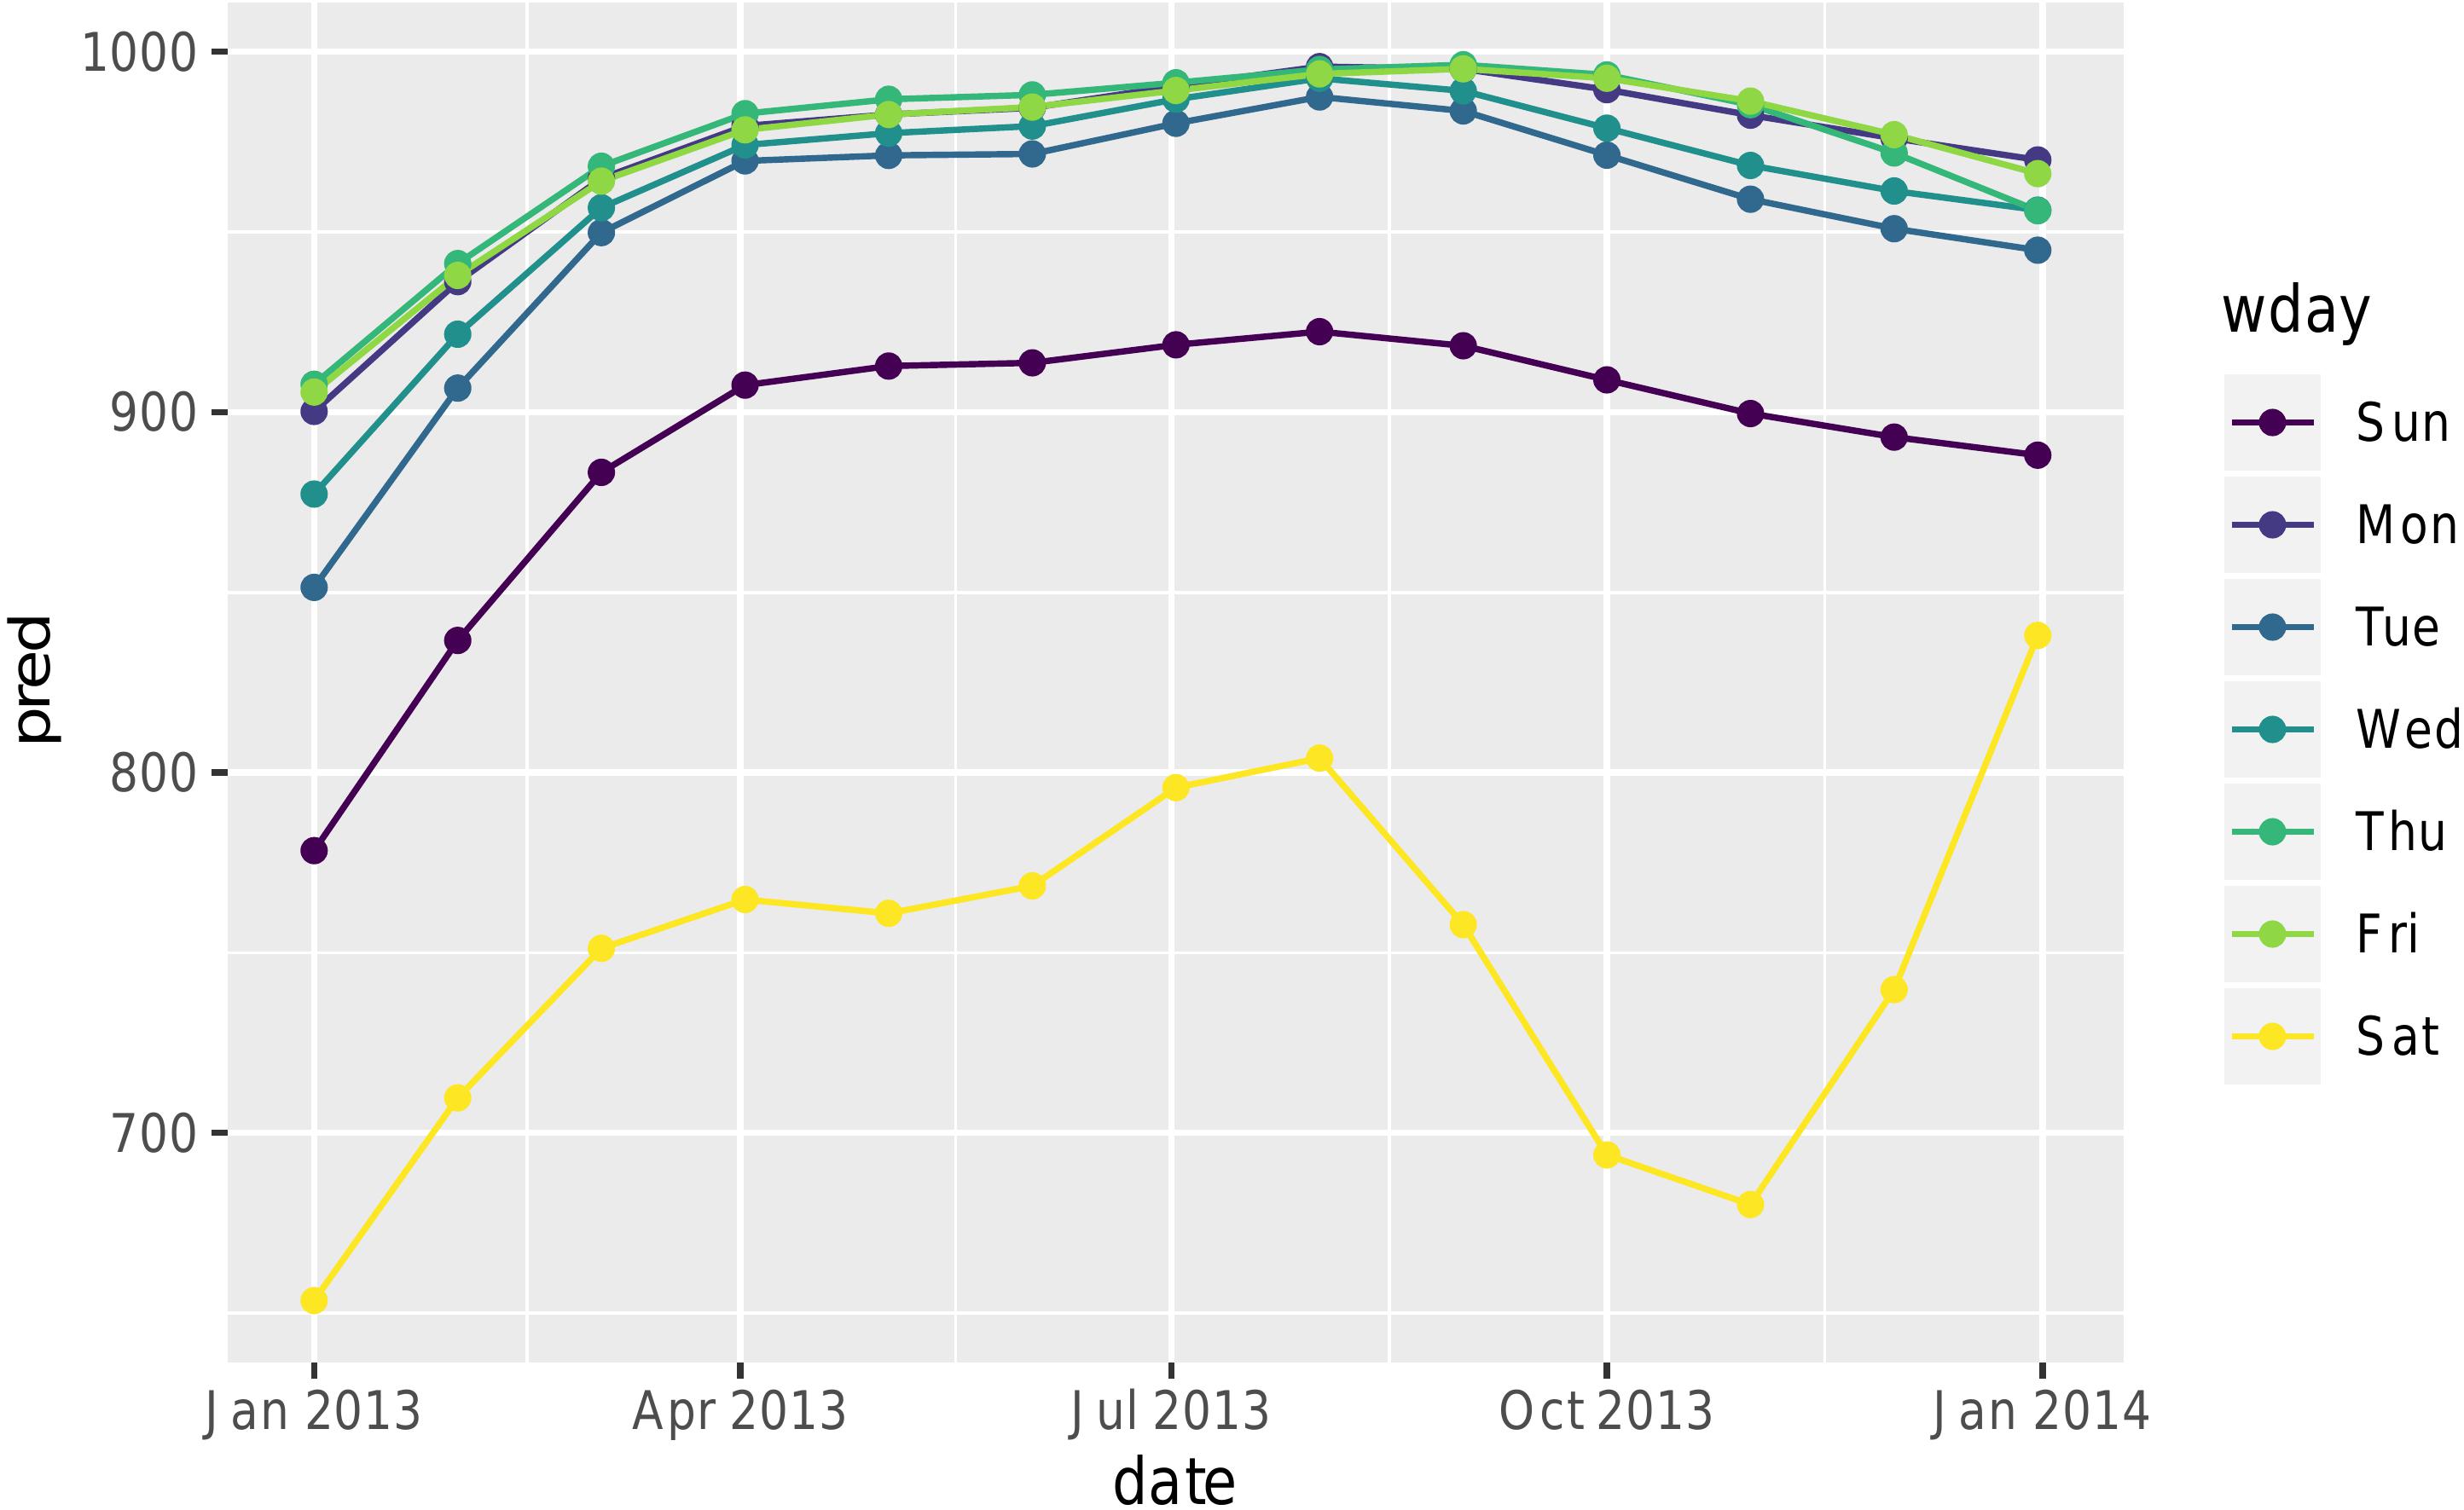 1000
900
800
700
pred
Jan 2013
Apr 2013
Jul 2013
Oct 2013
Jan 2014
date
wday
Sun
Mon
Tue
Wed
Thu
Fri
Sat